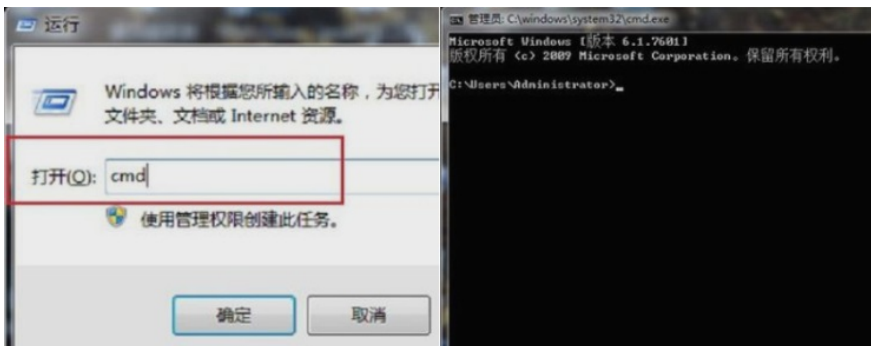 运行
Windows 将根据您所输入的名称，为您打开
文件夹、文档或 Internet 资源。
打开(O): cmd
使用管理权限创建此任务。
确定
取消
管理员: C:\windows\system32\cmd.exe
Microsoft Windows [版本 6.1.7601]
版权所有 <c> 2009 Microsoft Corporation。保留所有权利。
C:\Users\Administrator>_